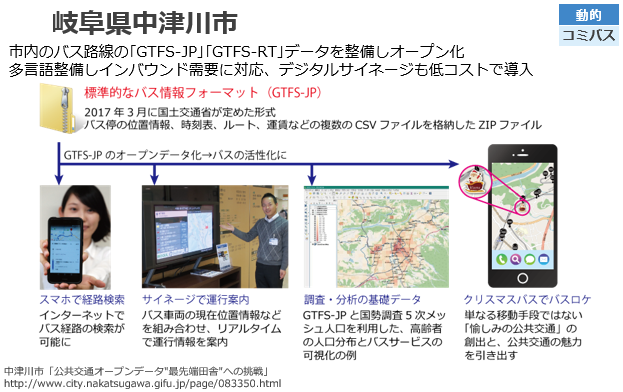 岐阜県中津川市
動的
コミバス
市内のバス路線の｢GTFS-JP｣｢GTFS-RT｣データを整備しオープン化
多言語整備しインバウンド需要に対応、デジタルサイネージも低コストで導入
標準的なバス情報フォーマット（GTFS-JP）
2017 年 3 月に国土交通省が定めた形式
バス停の位置情報、時刻表、ルート、運賃などの複数の CSV ファイルを格納した ZIP ファイル
GTFS-JP のオープンデータ化→バスの活性化に
スマホで経路検索
インターネットで
バス経路の検索が
可能に
サイネージで運行案内
バス車両の現在位置情報など
を組み合わせ、リアルタイム
で運行情報を案内
調査・分析の基礎データ
GTFS-JP と国勢調査 5 次メッ
シュ人口を利用した、高齢者
の人口分布とバスサービスの
可視化の例
クリスマスバスでバスロケ
単なる移動手段ではない
「愉しみの公共交通」の
創出と、公共交通の魅力
を引き出す
中津川市「公共交通オープンデータ"最先端田舎"への挑戦」
http://www.city.nakatsugawa.gifu.jp/page/083350.html